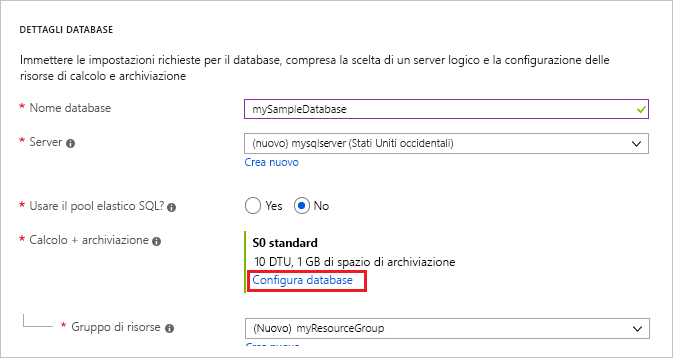 DETTAGLI DATABASE
Immettere le impostazioni richieste per il database, compresa la scelta di un server logico e la configurazione delle
risorse di calcolo e archiviazione
* Nome database
mySampleDatabase
* Server
(nuovo) mysqlserver (Stati Uniti occidentali)
Crea nuovo
* Usare il pool elastico SQL?
Yes No
* Calcolo + archiviazione
S0 standard
10 DTU, 1 GB di spazio di archiviazione
Configura database
* Gruppo di risorse
(Nuovo) myResourceGroup
Crea nuovo